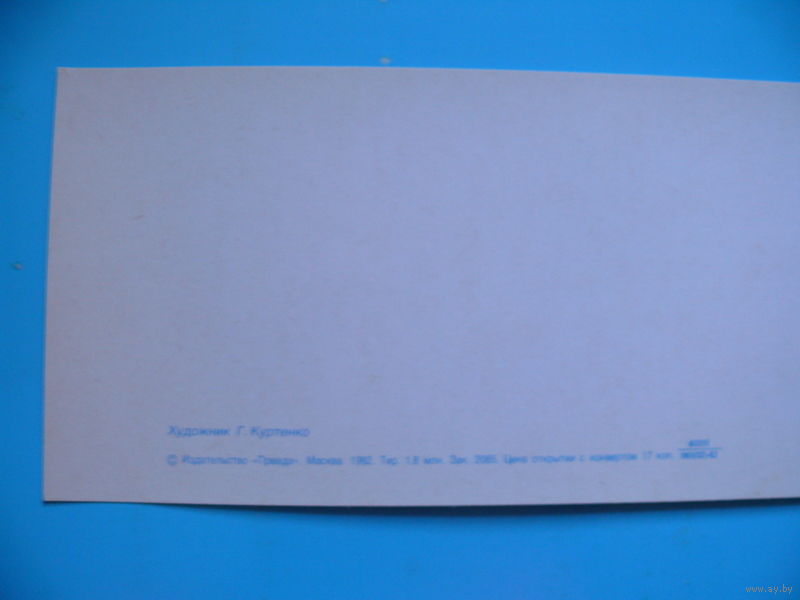 Художник Г. Куртенко
© Издательство «Правда». Москва. 1982. Тир. 1,8 млн. Зак. 2085. Цена открытки с конвертом 17 коп.
www.ay.by